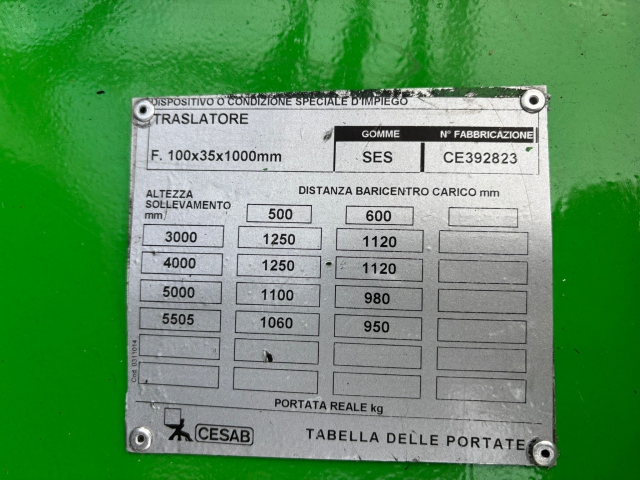 DISPOSITIVO O CONDIZIONE SPECIALE D'IMPIEGO
TRASLATORE
GOMME N° FABBRICAZIONE
F. 100x35x1000mm SES CE392823
ALTEZZA SOLLEVAMENTO mm
DISTANZA BARICENTRO CARICO mm
500 600
3000 1250 1120
4000 1250 1120
5000 1100 980
5505 1060 950
Cod. 0311014
PORTATA REALE kg
CESAB TABELLA DELLE PORTATE